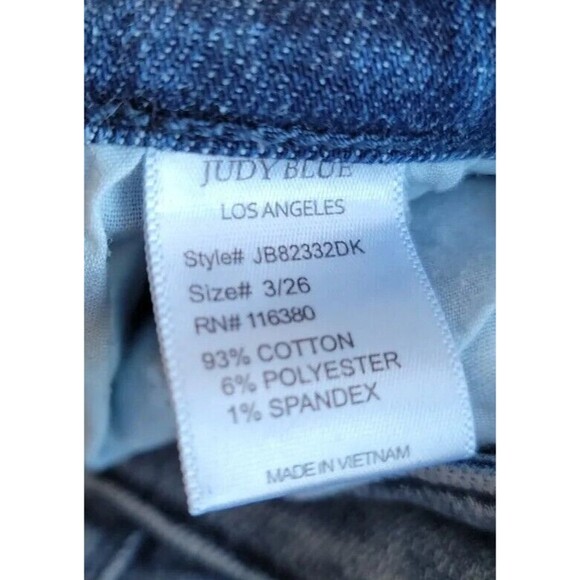 JUDY BLUE
LOS ANGELES
Style# JB82332DK
Size# 3/26
RN# 116380
93% COTTON
6% POLYESTER
1% SPANDEX
MADE IN VIETNAM